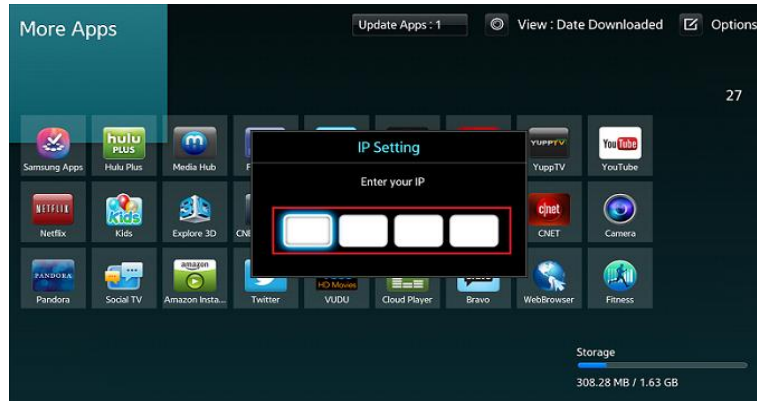 More Apps
Update Apps : 1
View : Date Downloaded
Options
27
hulu PLUS
m
YUPPTV
You Tube
Samsung Apps
Hulu Plus
Media Hub
F
YuppTV
YouTube
IP Setting
Enter your IP
NETFLIX
Kids
cjnet
Netflix
Kids
Explore 3D
CNE
CNET
Camera
PANDORA
amazon
HD Movies
Pandora
Social TV
Amazon Insta...
Twitter
VUDU
Cloud Player
Bravo
WebBrowser
Fitness
Storage
308.28 MB / 1.63 GB